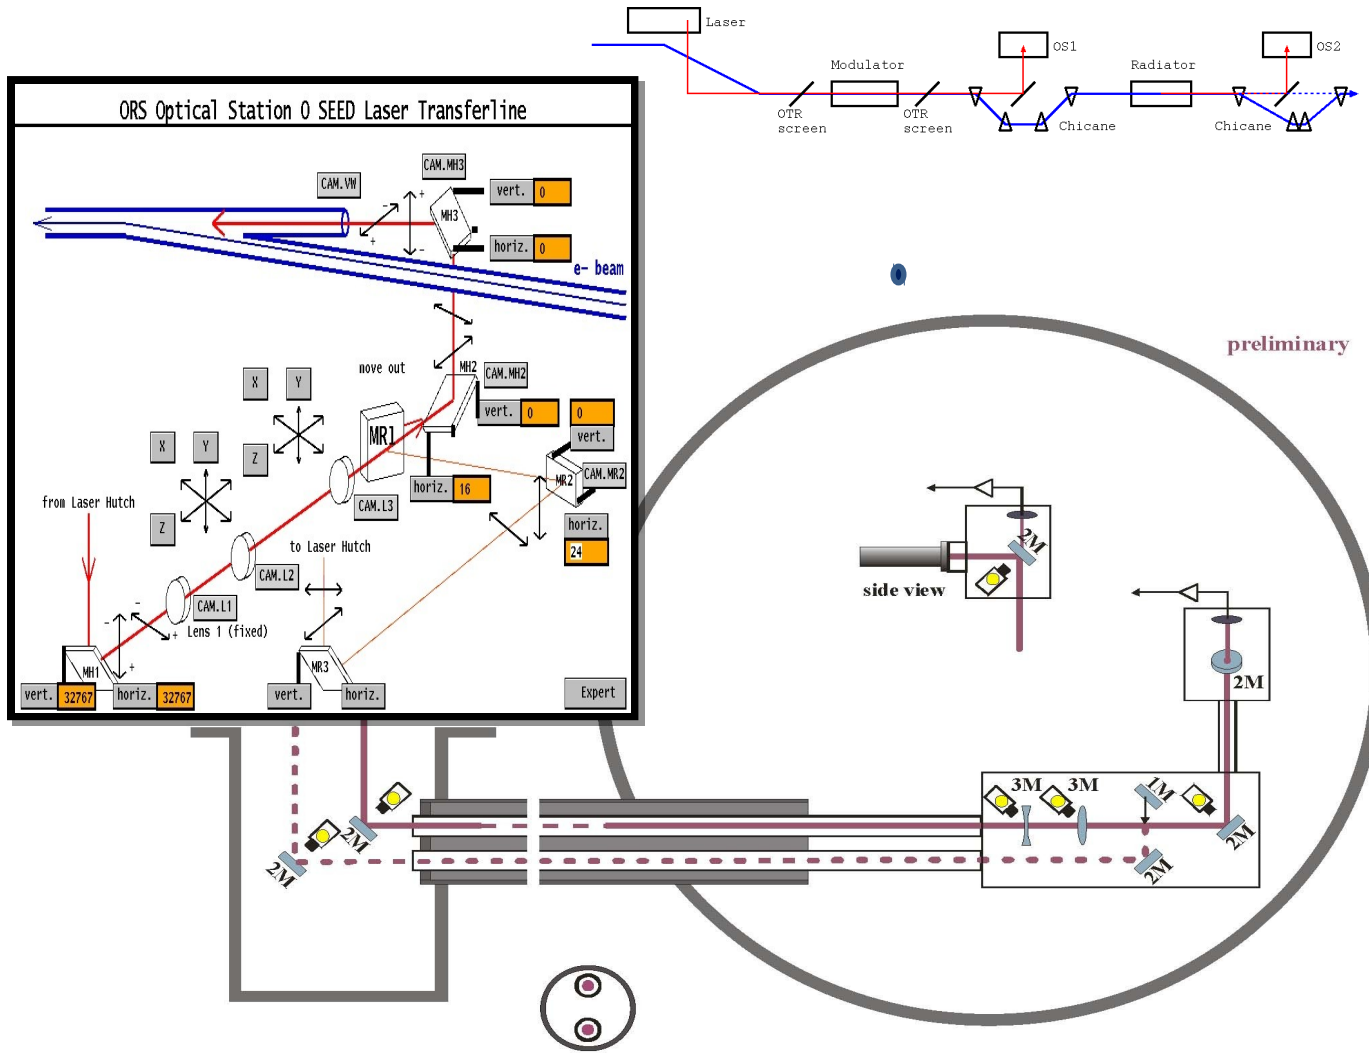 Laser
OS1
OS2
Modulator
Radiator
OTR
screen
OTR
screen
Chicane
Chicane
ORS Optical Station 0 SEED Laser Transferline
CAM.MH3
CAM.VW
vert. 0
MH3
- +
+ -
horiz. 0
e- beam
preliminary
move out
MH2
CAM.MH2
X Y
vert. 0 0
vert.
MR1
X Y
Z
MR2
CAM.MR2
horiz. 16
CAM.L3
from Laser Hutch
horiz.
Z
24
to Laser Hutch
CAM.L2
CAM.L1
Lens 1 (fixed)
- -
+ +
MH1
MR3
vert. 32767 horiz. 32767
vert. horiz.
Expert
2M
side view
2M
3M 3M 1M
2M
2M
2M
2M